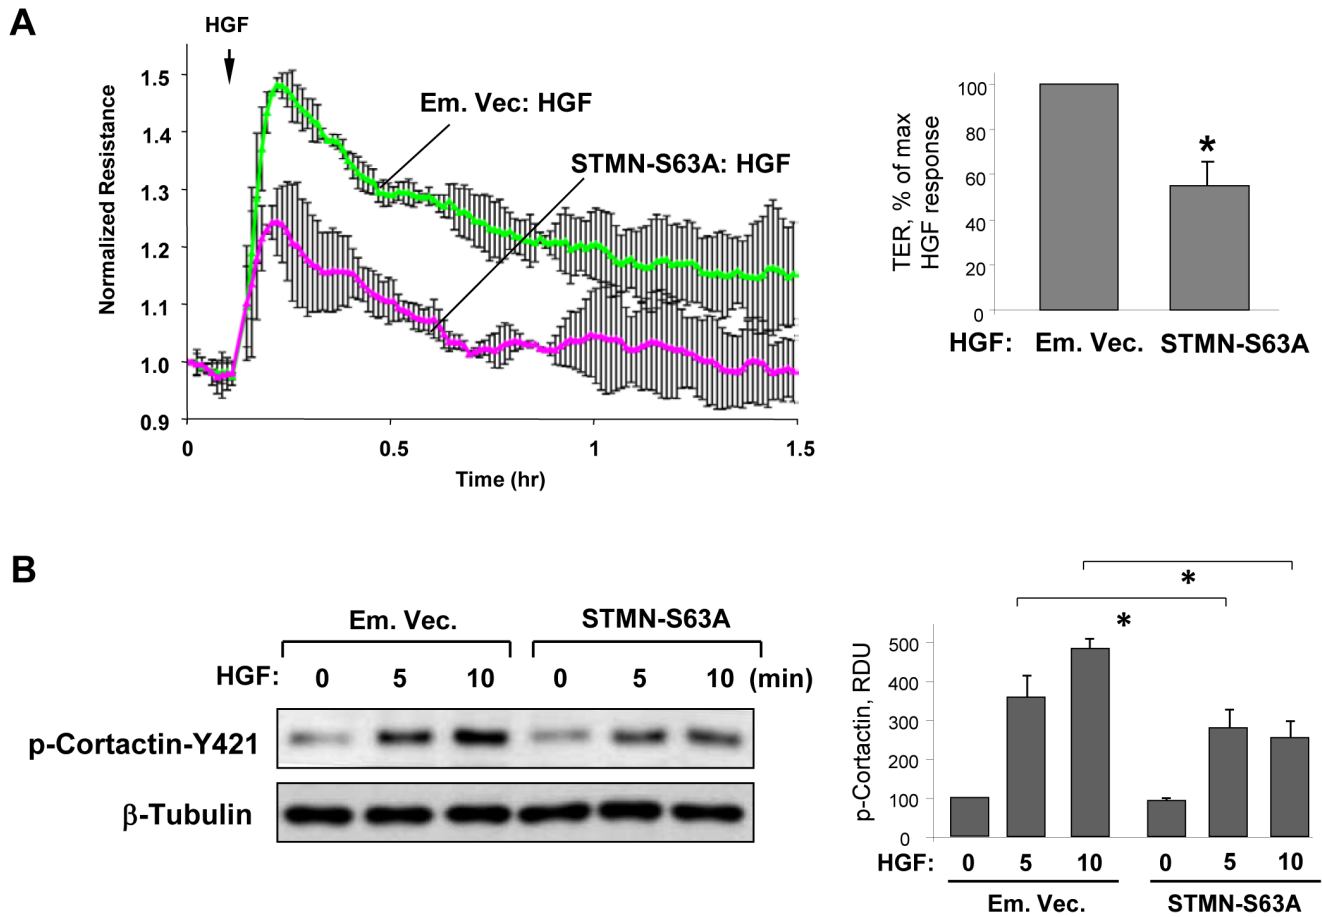 A
HGF
Normalized Resistance
1.5
1.4
1.3
1.2
1.1
1.0
0.9
0
0.5
1
1.5
Time (hr)
Em. Vec: HGF
STMN-S63A: HGF
TER, % of max
HGF response
100
80
60
40
20
0
*
HGF: Em. Vec. STMN-S63A
B
Em. Vec. STMN-S63A
HGF: 0 5 10 0 5 10 (min)
p-Cortactin-Y421
β-Tubulin
*
*
p-Cortactin, RDU
500
400
300
200
100
0
HGF: 0 5 10 0 5 10
Em. Vec. STMN-S63A